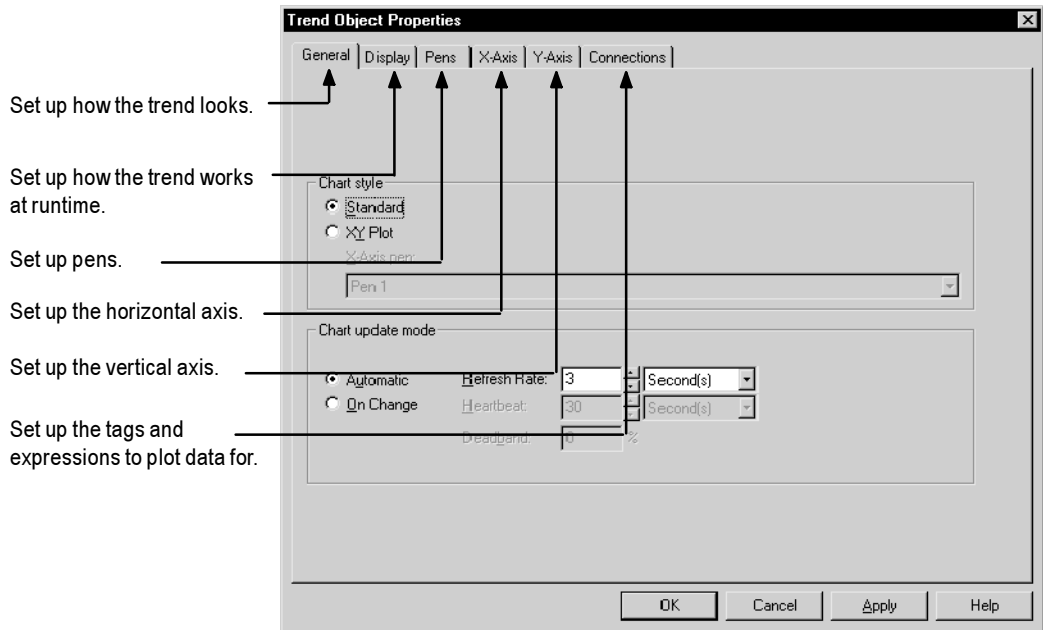 Trend Object Properties
General Display Pens X-Axis Y-Axis Connections
Set up how the trend looks.
Set up how the trend works
at runtime.
Chart style
Standard
XY Plot
X-Axis pen:
Pen 1
Set up pens.
Set up the horizontal axis.
Chart update mode
Set up the vertical axis.
Automatic Refresh Rate: 3 Second(s)
On Change Heartbeat: 30 Second(s)
Deadband: 0 %
Set up the tags and
expressions to plot data for.
OK Cancel Apply Help